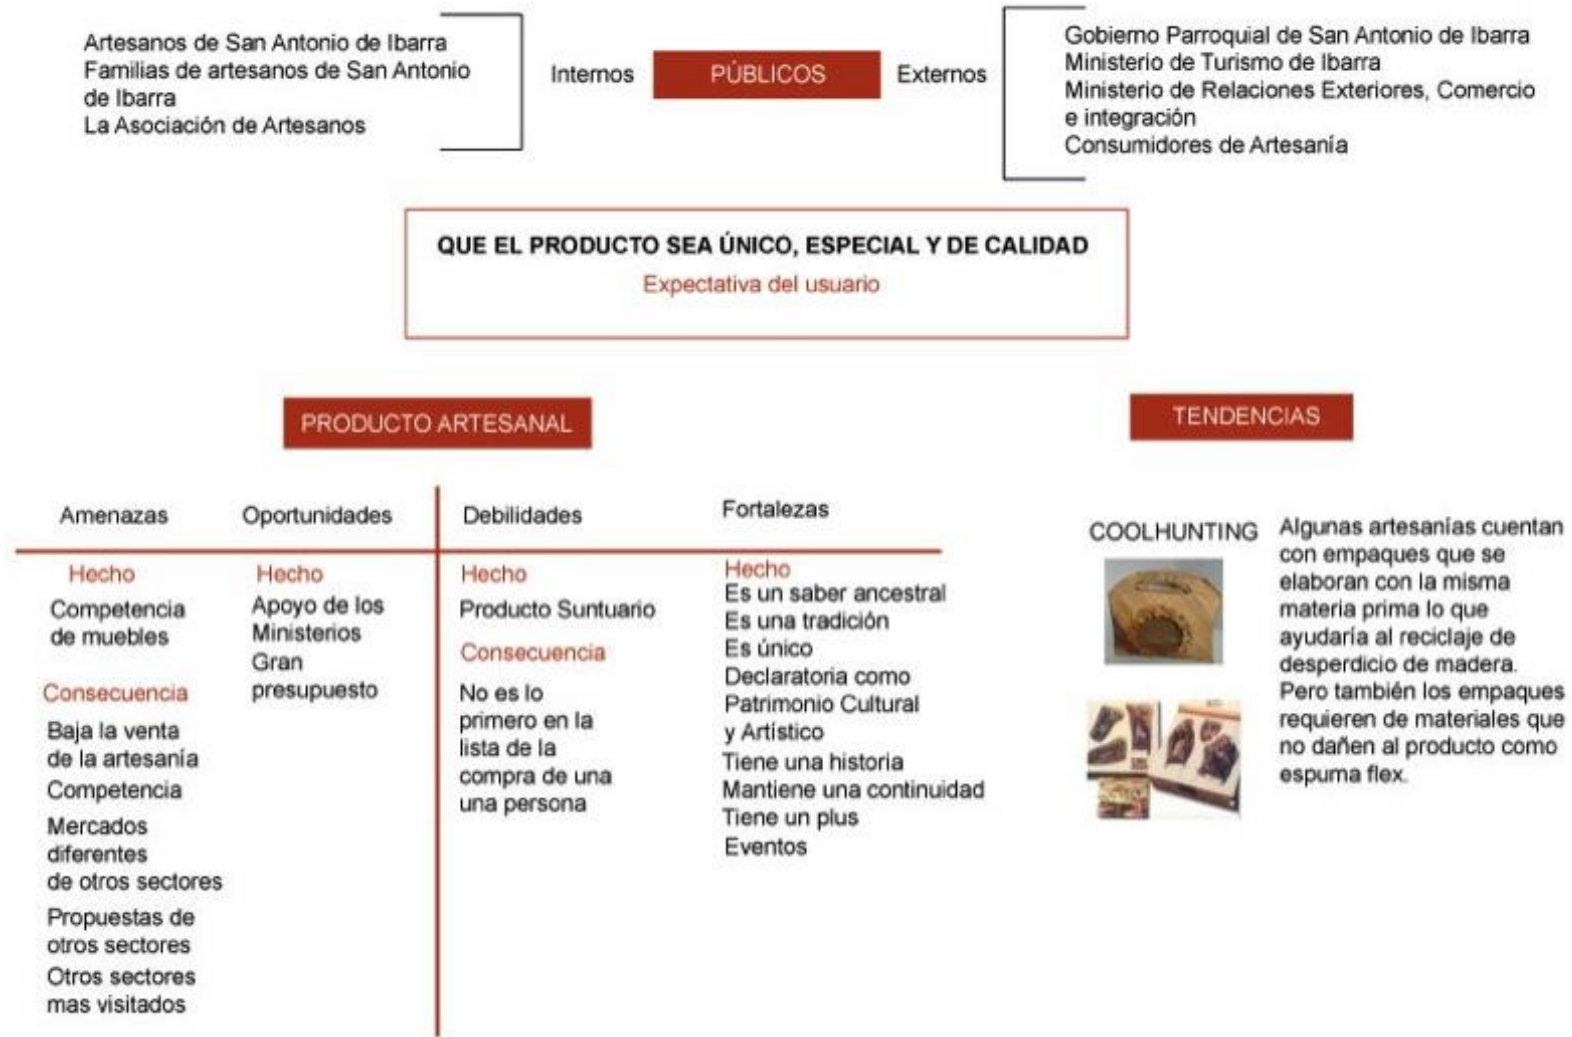 Artesanos de San Antonio de Ibarra
Familias de artesanos de San Antonio
de Ibarra
La Asociación de Artesanos
Internos
PÚBLICOS
Externos
Gobierno Parroquial de San Antonio de Ibarra
Ministerio de Turismo de Ibarra
Ministerio de Relaciones Exteriores, Comercio
e integración
Consumidores de Artesanía
QUE EL PRODUCTO SEA ÚNICO, ESPECIAL Y DE CALIDAD
Expectativa del usuario
PRODUCTO ARTESANAL
Amenazas
Hecho
Competencia
de muebles
Consecuencia
Baja la venta
de la artesanía
Competencia
Mercados
diferentes
de otros sectores
Propuestas de
otros sectores
Otros sectores
mas visitados
Oportunidades
Hecho
Apoyo de los
Ministerios
Gran
presupuesto
Debilidades
Hecho
Producto Suntuario
Consecuencia
No es lo
primero en la
lista de la
compra de una
una persona
Fortalezas
Hecho
Es un saber ancestral
Es una tradición
Es único
Declaratoria como
Patrimonio Cultural
y Artístico
Tiene una historia
Mantiene una continuidad
Tiene un plus
Eventos
TENDENCIAS
COOLHUNTING
Algunas artesanías cuentan
con empaques que se
elaboran con la misma
materia prima lo que
ayudaría al reciclaje de
desperdicio de madera.
Pero también los empaques
requieren de materiales que
no dañen al producto como
espuma flex.